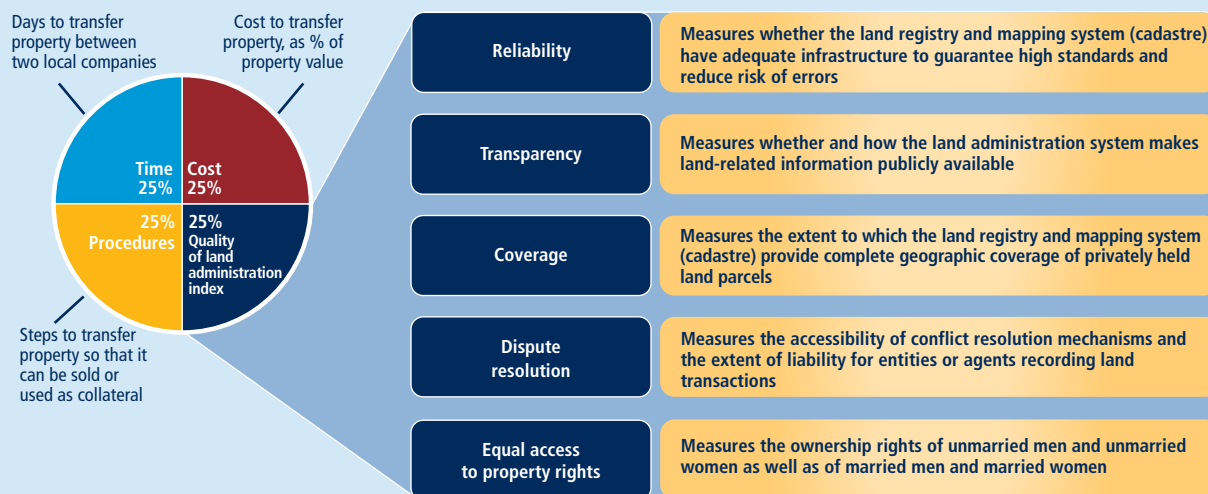 Days to transfer
property between
two local companies
Cost to transfer
property, as % of
property value
Time
25%
Cost
25%
25%
Procedures
25%
Quality
of land
administration
index
Steps to transfer
property so that it
can be sold or
used as collateral
Reliability
Measures whether the land registry and mapping system (cadastre)
have adequate infrastructure to guarantee high standards and
reduce risk of errors
Transparency
Measures whether and how the land administration system makes
land-related information publicly available
Coverage
Measures the extent to which the land registry and mapping system
(cadastre) provide complete geographic coverage of privately held
land parcels
Dispute
resolution
Measures the accessibility of conflict resolution mechanisms and
the extent of liability for entities or agents recording land
transactions
Equal access
to property rights
Measures the ownership rights of unmarried men and unmarried
women as well as of married men and married women